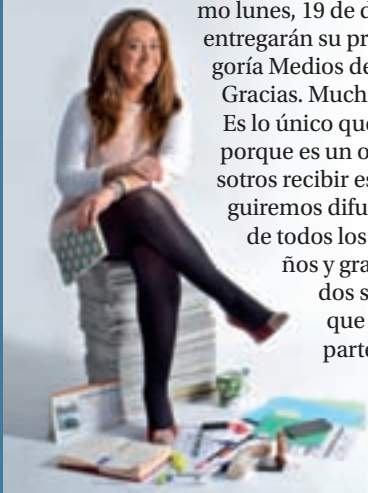 mo lunes, 19 de d
entregarán su pr
goría Medios de
Gracias. Much
Es lo único que
porque es un o
sotros recibir es
guiremos difu
de todos los
ños y gra
dos s
que
parte